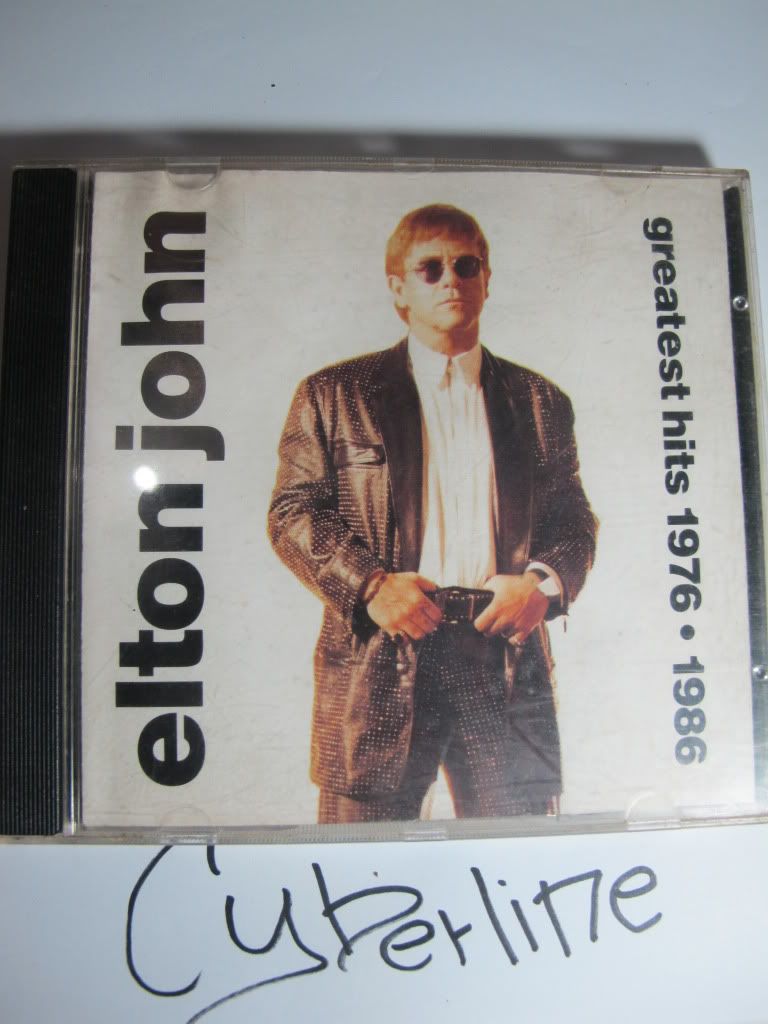 elton john
greatest hits 1976 • 1986
Cyberline